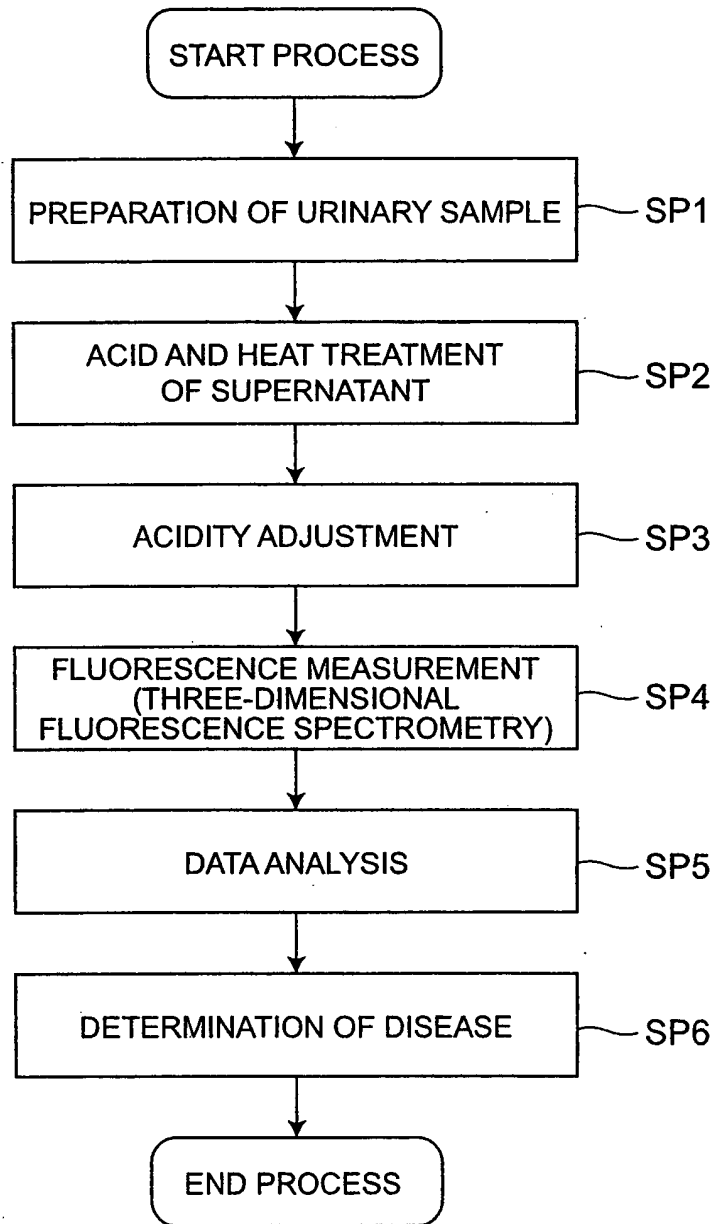 START PROCESS
PREPARATION OF URINARY SAMPLE
SP1
ACID AND HEAT TREATMENT
OF SUPERNATANT
SP2
ACIDITY ADJUSTMENT
SP3
FLUORESCENCE MEASUREMENT
(THREE-DIMENSIONAL
FLUORESCENCE SPECTROMETRY)
SP4
DATA ANALYSIS
SP5
DETERMINATION OF DISEASE
SP6
END PROCESS